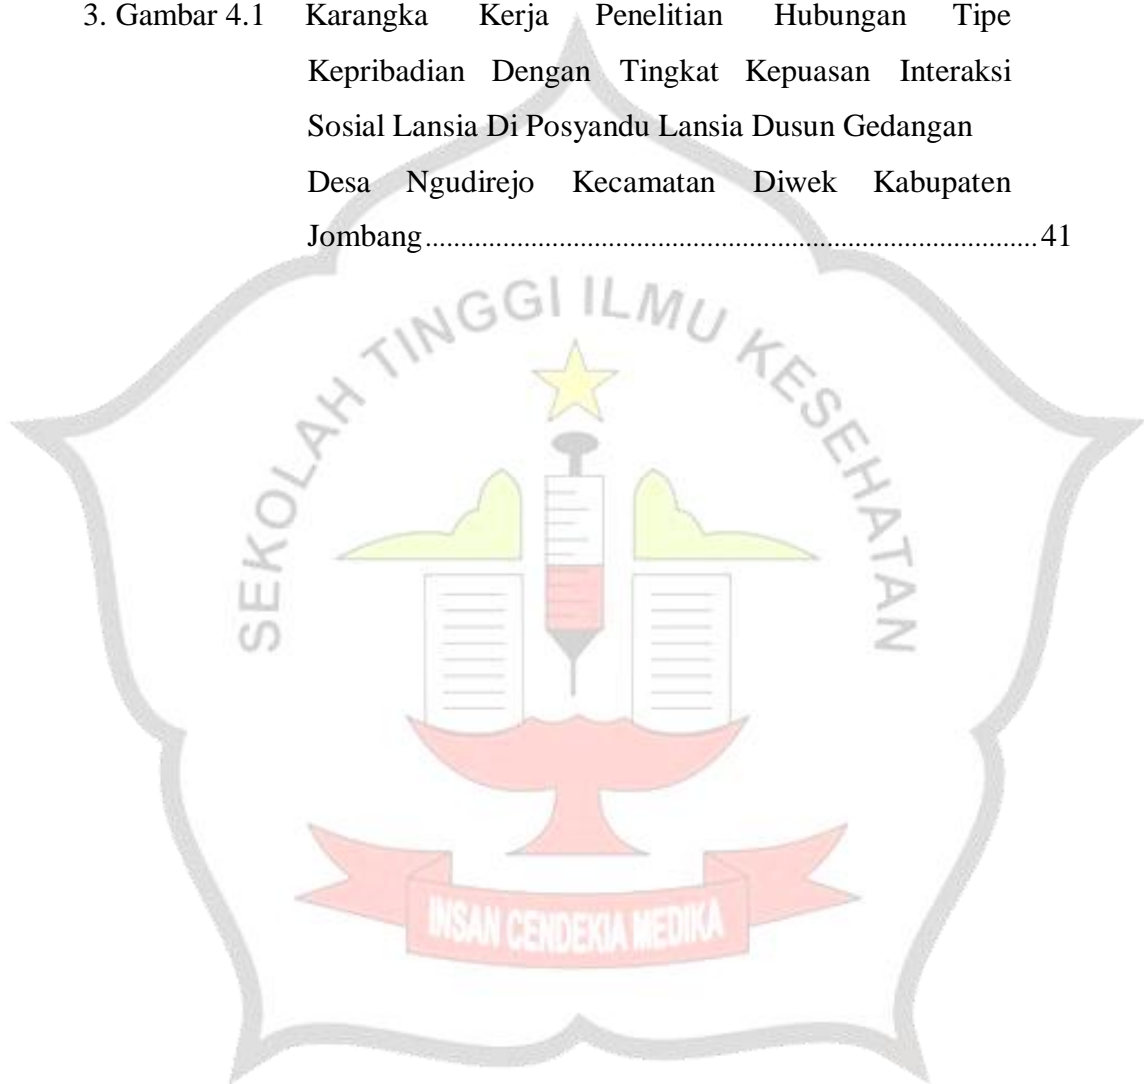 3. Gambar 4.1 Karangka Kerja Penelitian Hubungan Tipe
Kepribadian Dengan Tingkat Kepuasan Interaksi
Sosial Lansia Di Posyandu Lansia Dusun Gedangan
Desa Ngudirejo Kecamatan Diwek Kabupaten
Jombang......................................................................................41
SEKOLAH TINGGI ILMU KESEHATAN
INSAN CENDEKIA MEDIKA